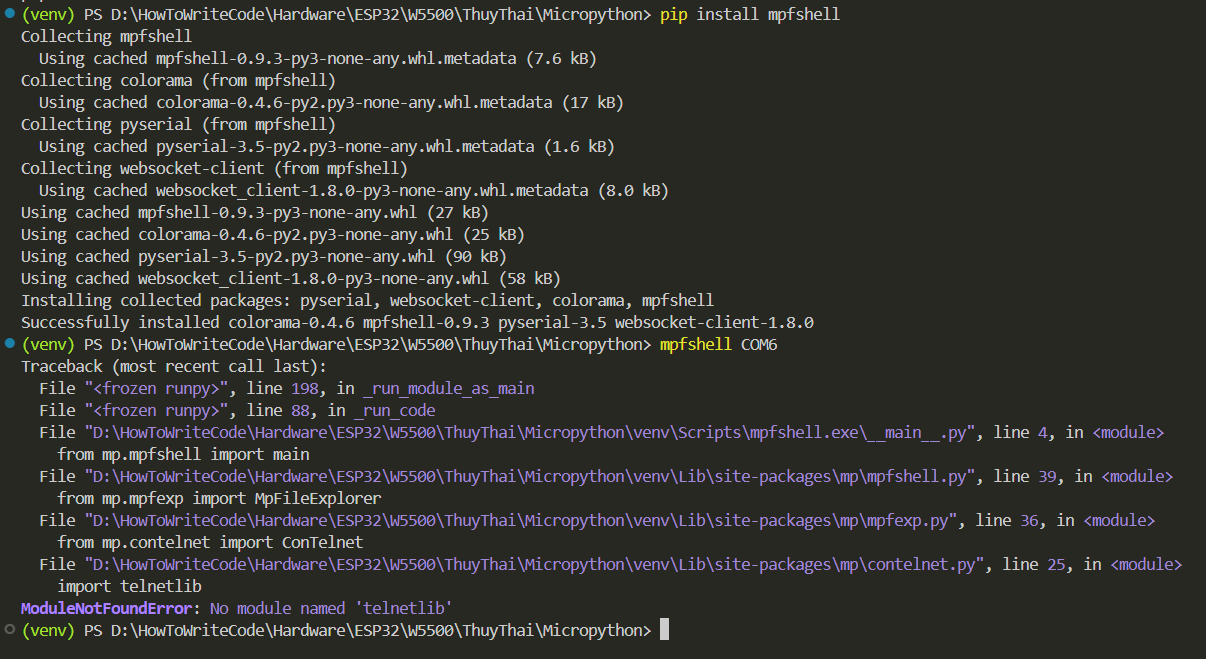 (venv) PS D:\HowToWriteCode\Hardware\ESP32\W5500\ThuyThai\Micropython> pip install mpfshell
Collecting mpfshell
  Using cached mpfshell-0.9.3-py3-none-any.whl.metadata (7.6 kB)
Collecting colorama (from mpfshell)
  Using cached colorama-0.4.6-py2.py3-none-any.whl.metadata (17 kB)
Collecting pyserial (from mpfshell)
  Using cached pyserial-3.5-py2.py3-none-any.whl.metadata (1.6 kB)
Collecting websocket-client (from mpfshell)
  Using cached websocket_client-1.8.0-py3-none-any.whl.metadata (8.0 kB)
Using cached mpfshell-0.9.3-py3-none-any.whl (27 kB)
Using cached colorama-0.4.6-py2.py3-none-any.whl (25 kB)
Using cached pyserial-3.5-py2.py3-none-any.whl (90 kB)
Using cached websocket_client-1.8.0-py3-none-any.whl (58 kB)
Installing collected packages: pyserial, websocket-client, colorama, mpfshell
Successfully installed colorama-0.4.6 mpfshell-0.9.3 pyserial-3.5 websocket-client-1.8.0
(venv) PS D:\HowToWriteCode\Hardware\ESP32\W5500\ThuyThai\Micropython> mpfshell COM6
Traceback (most recent call last):
  File "<frozen runpy>", line 198, in _run_module_as_main
  File "<frozen runpy>", line 88, in _run_code
  File "D:\HowToWriteCode\Hardware\ESP32\W5500\ThuyThai\Micropython\venv\Scripts\mpfshell.exe\__main__.py", line 4, in <module>
    from mp.mpfshell import main
  File "D:\HowToWriteCode\Hardware\ESP32\W5500\ThuyThai\Micropython\venv\Lib\site-packages\mp\mpfshell.py", line 39, in <module>
    from mp.mpfexp import MpFileExplorer
  File "D:\HowToWriteCode\Hardware\ESP32\W5500\ThuyThai\Micropython\venv\Lib\site-packages\mp\mpfexp.py", line 36, in <module>
    from mp.contelnet import ConTelnet
  File "D:\HowToWriteCode\Hardware\ESP32\W5500\ThuyThai\Micropython\venv\Lib\site-packages\mp\contelnet.py", line 25, in <module>
    import telnetlib
ModuleNotFoundError: No module named 'telnetlib'
(venv) PS D:\HowToWriteCode\Hardware\ESP32\W5500\ThuyThai\Micropython>